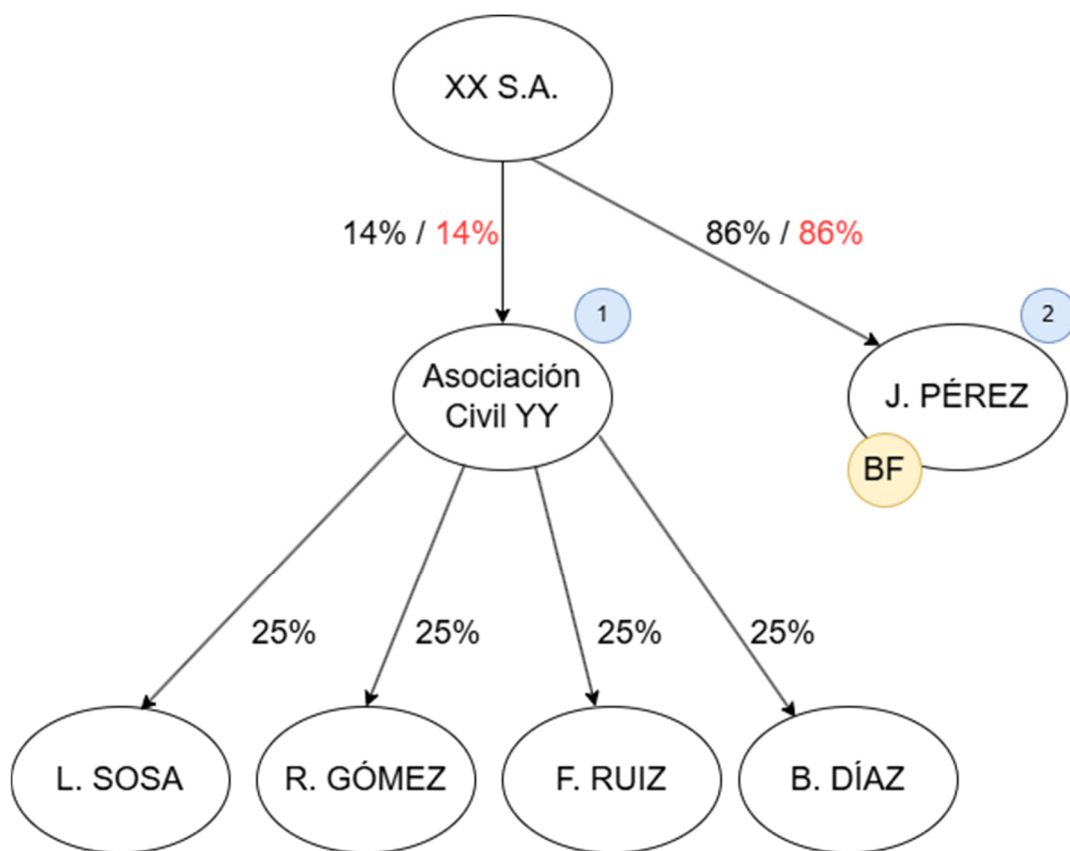 XX S.A.
14% / 14%
86% / 86%
1
2
Asociación
Civil YY
J. PÉREZ
BF
25%
25%
25%
25%
L. SOSA
R. GÓMEZ
F. RUIZ
B. DÍAZ